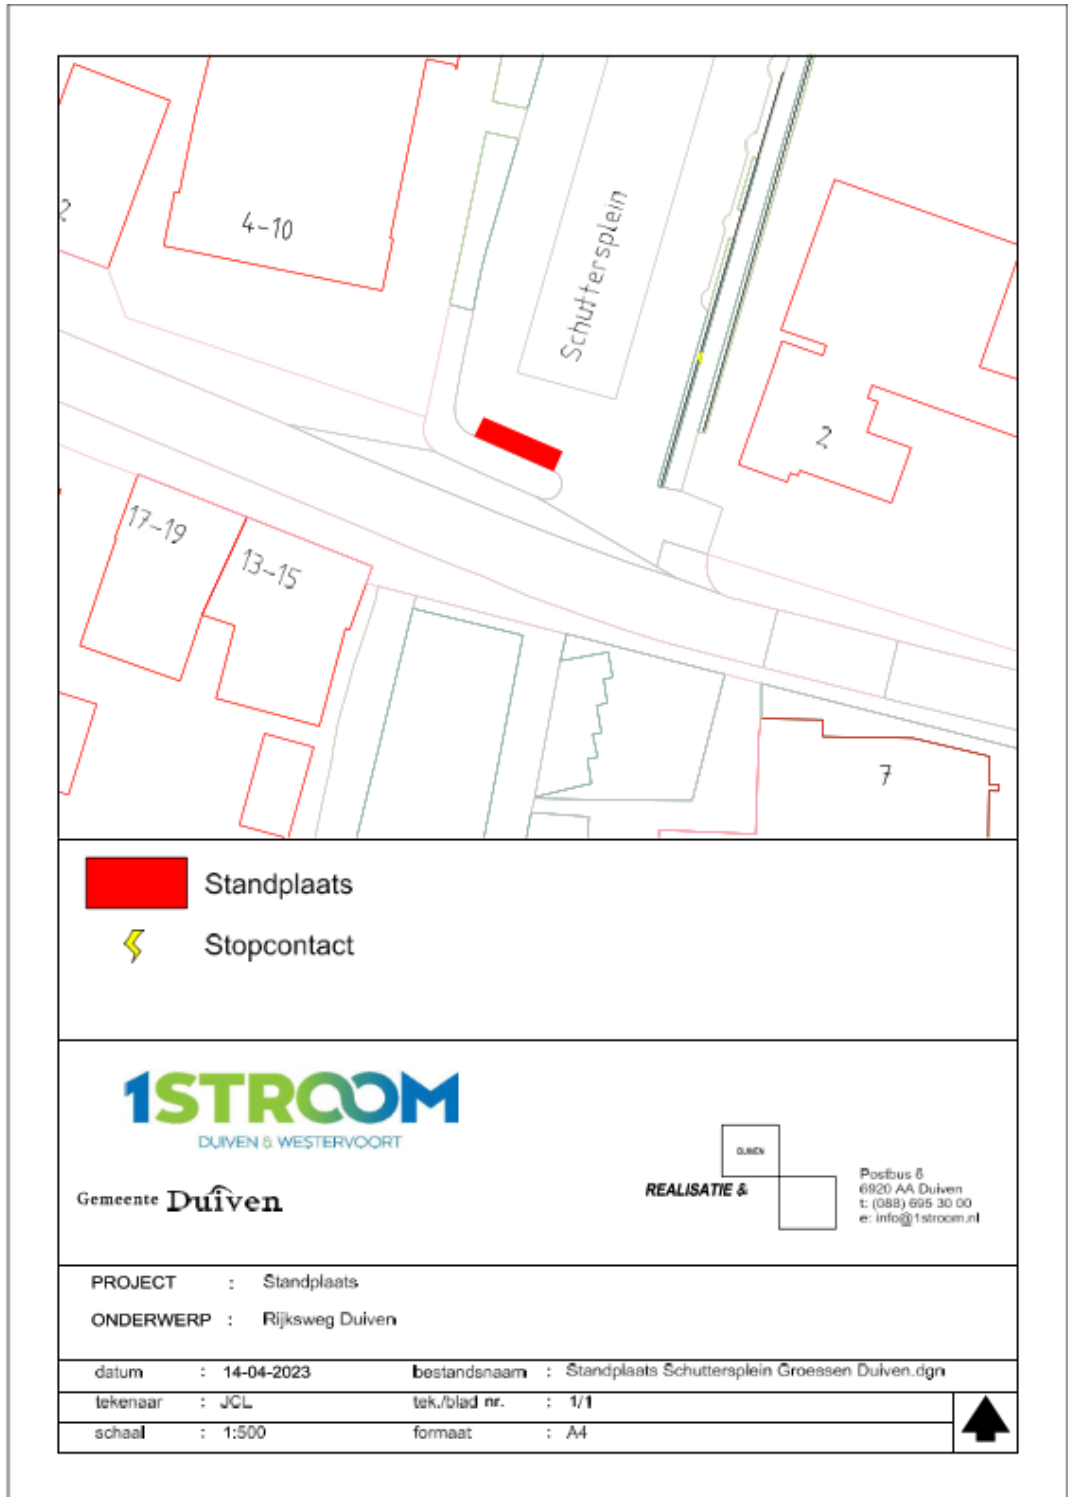 2
4-10
Schuttersplein
2
17-19
13-15
7
Standplaats
Stopcontact
1STROOM
DUIVEN & WESTERVOORT
Gemeente Duiven
DUIVEN
REALISATIE &
Postbus 6
6920 AA Duiven
t: (088) 695 30 00
e: info@1stroom.nl
PROJECT : Standplaats
ONDERWERP : Rijksweg Duiven
datum : 14-04-2023 bestandsnaam : Standplaats Schuttersplein Groessen Duiven.dgn
tekenaar : JCL tek./blad nr. : 1/1
schaal : 1:500 formaat : A4